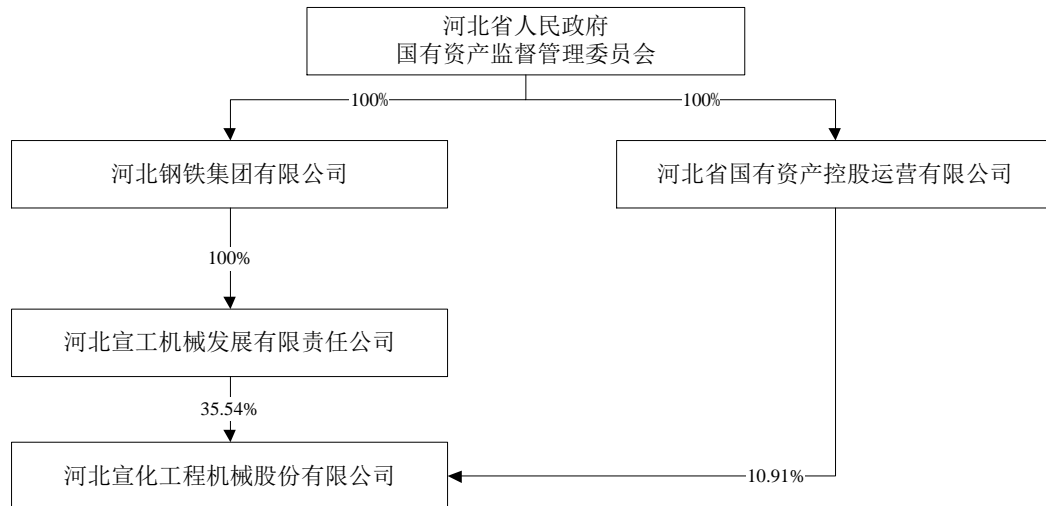 河北省人民政府
国有资产监督管理委员会
100%
100%
河北钢铁集团有限公司
河北省国有资产控股运营有限公司
100%
河北宣工机械发展有限责任公司
35.54%
河北宣化工程机械股份有限公司
10.91%